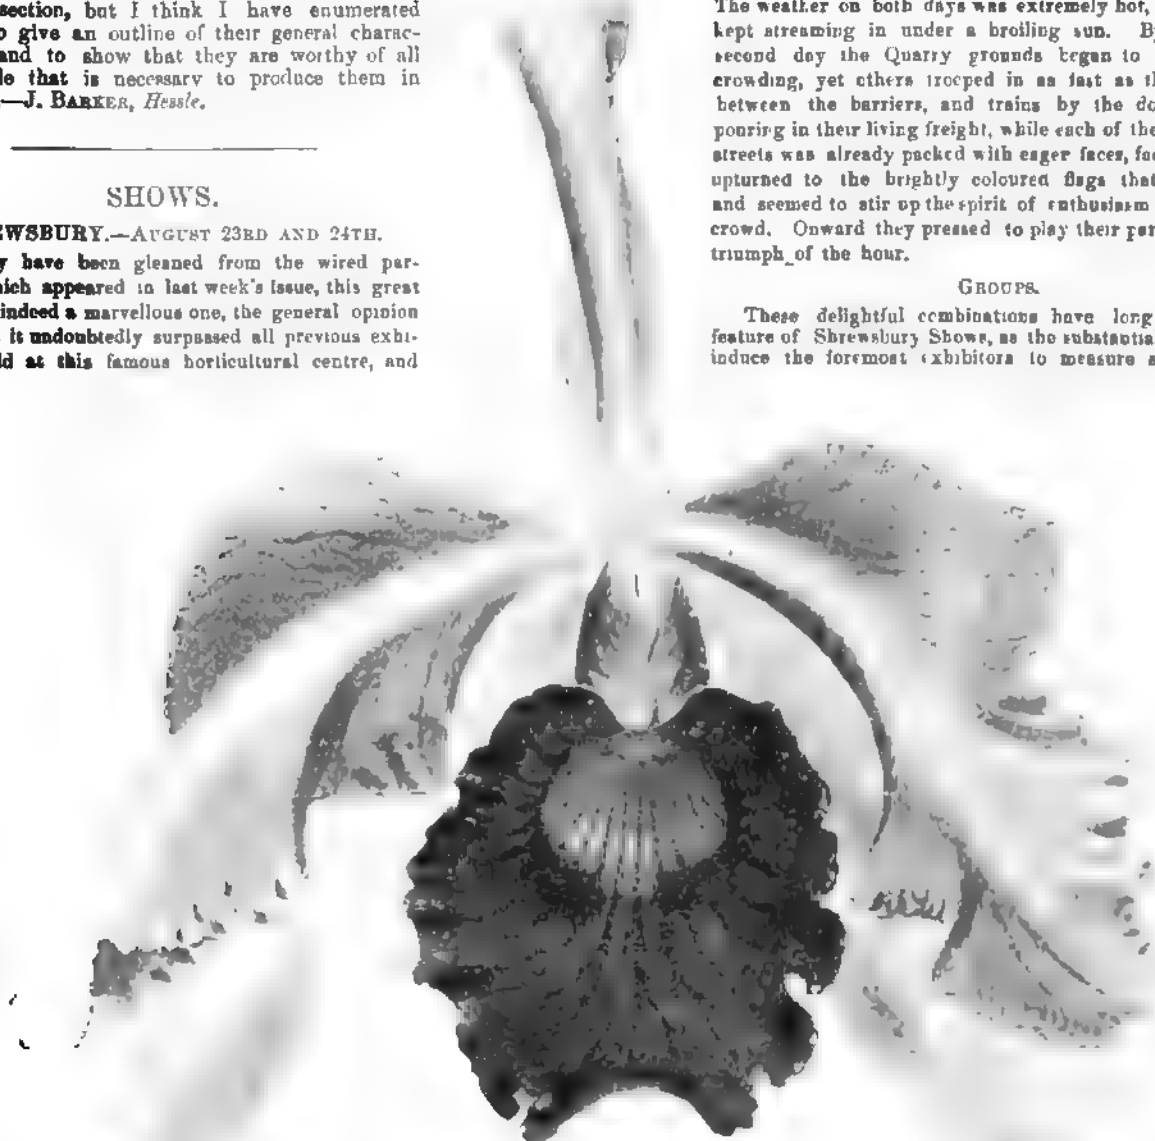 section, but I think I have enumerated
give an outline of their general charac-
and to show that they are worthy of all
that is necessary to produce them in
—J. BARKER, Hessle.
SHOWS.
EWSBURY.—AUGUST 23RD AND 24TH.
have been gleaned from the wired par-
ich appeared in last week's issue, this great
indeed a marvellous one, the general opinion
it undoubtedly surpassed all previous exhi-
ld at this famous horticultural centre, and
The weather on both days was extremely hot,
kept streaming in under a broiling sun. B
second day the Quarry grounds began to
crowding, yet others trooped in as fast as t
between the barriers, and trains by the do
pouring in their living freight, while each of the
streets was already packed with eager faces, fa
upturned to the brightly coloured flags that
and seemed to stir up the spirit of enthusiasm
crowd. Onward they pressed to play their par
triumph of the hour.
GROUPS.
These delightful combinations have long
feature of Shrewsbury Shows, as the substantia
induce the foremost exhibitors to measure s